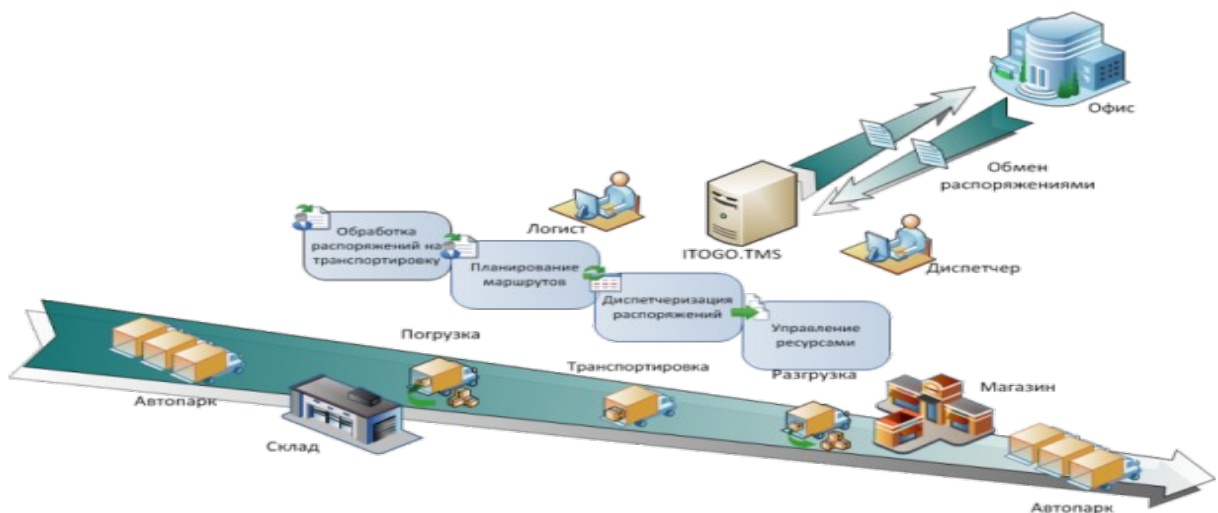 Офис
Обмен
распоряжениями
Логист
ITOGO.TMS
Диспетчер
Обработка
распоряжений на
транспортировку
Планирование
маршрутов
Диспетчеризация
распоряжений
Управление
ресурсами
Погрузка
Транспортировка
Разгрузка
Магазин
Автопарк
Склад
Автопарк